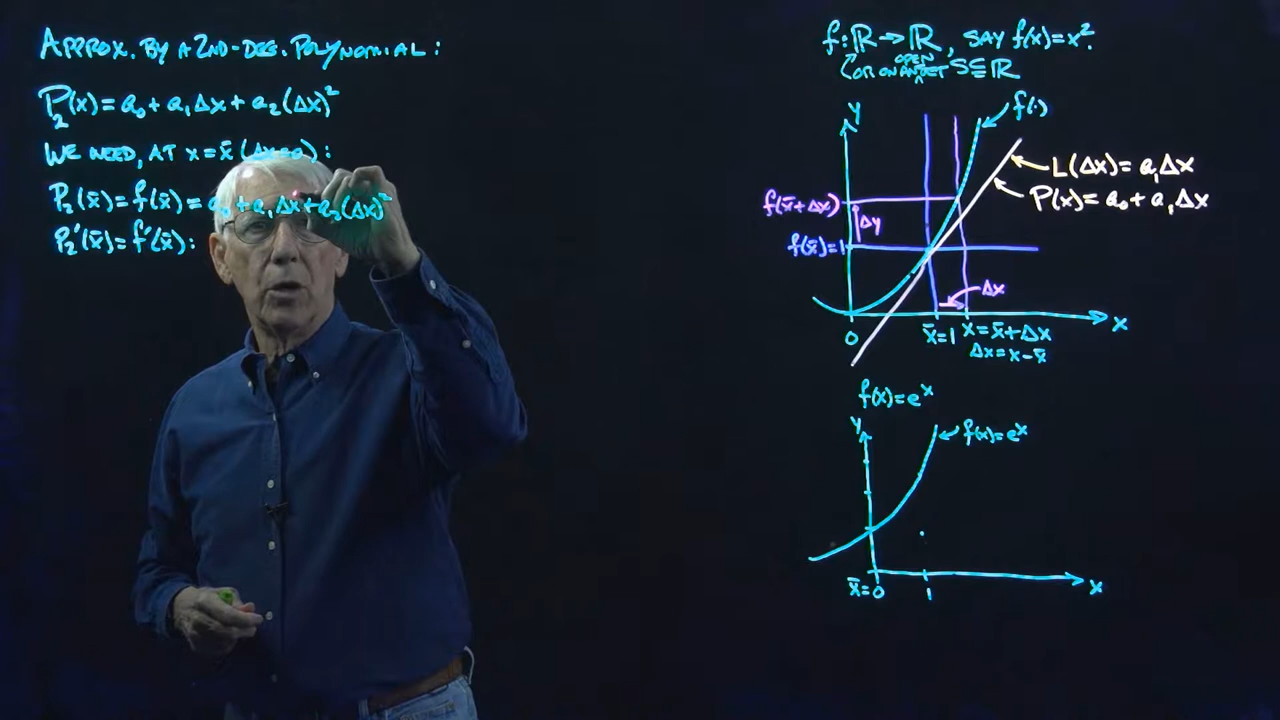 APPROX. BY A 2ND-DEG. POLYNOMIAL:
P₂(x) = a₀ + a₁Δx + a₂(Δx)²
WE NEED, AT x = x̄ (Δx=0):
P₂(x̄) = f(x̄) = a₀ + a₁Δx + a₂(Δx)²
P₂'(x̄) = f'(x̄):
f: ℝ → ℝ, SAY f(x) = x².
OR ON AN OPEN SET S ⊆ ℝ
y
f(·)
L(Δx) = a₁Δx
P(x) = a₀ + a₁Δx
f(x̄+Δx)
Δy
f(x̄) = 1
Δx
0
x̄=1
x = x̄+Δx
x
Δx = x - x̄
f(x) = eˣ
y
f(x) = eˣ
x̄=0
1
x